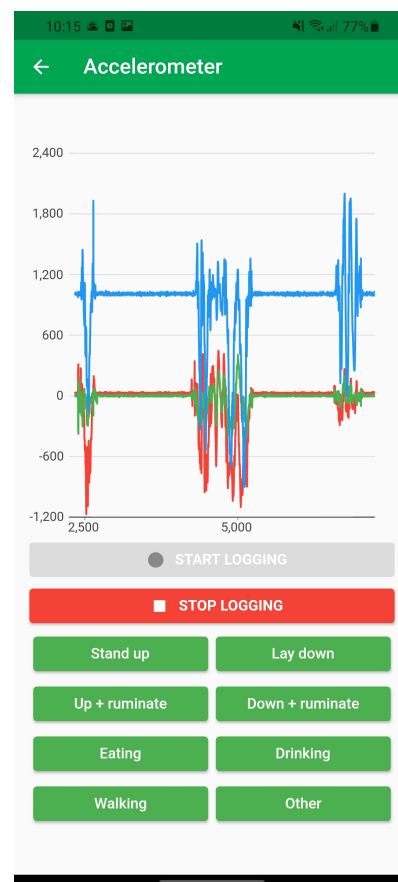 10:15 77%
Accelerometer
2,400
1,800
1,200
600
0
-600
-1,200
2,500 5,000
START LOGGING
STOP LOGGING
Stand up Lay down
Up + ruminate Down + ruminate
Eating Drinking
Walking Other